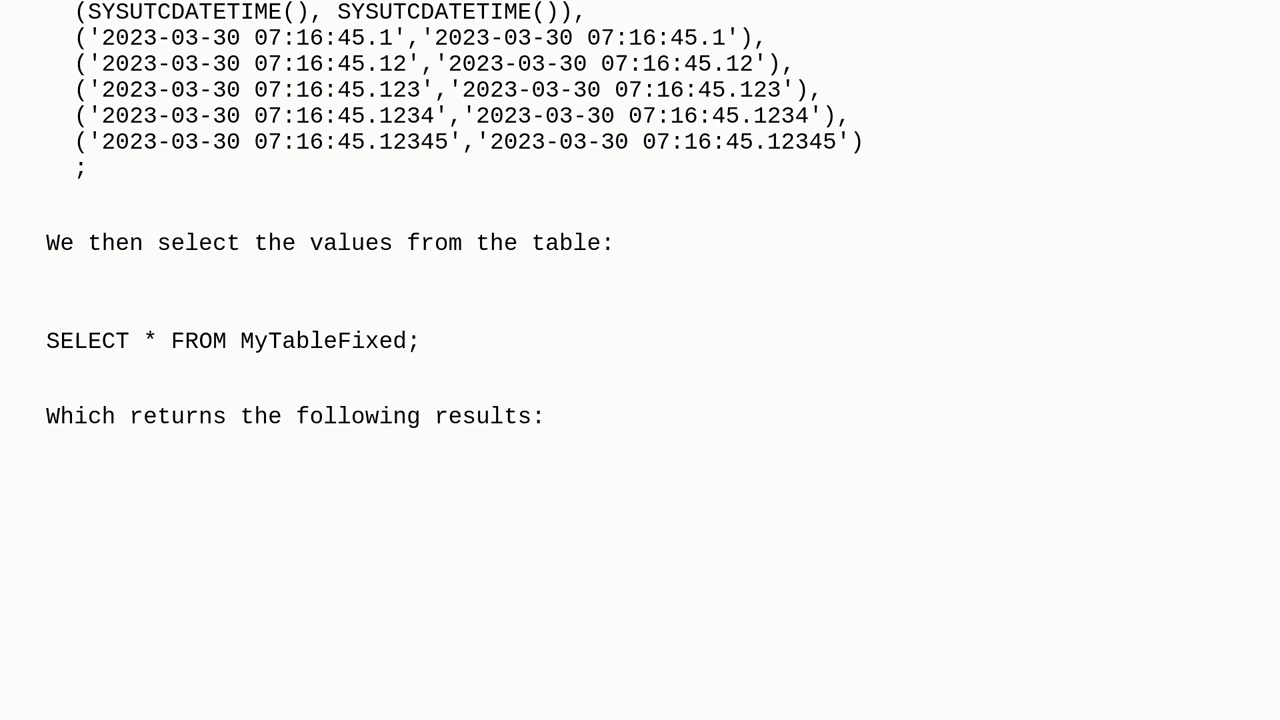 (SYSUTCDATETIME(), SYSUTCDATETIME()),
('2023-03-30 07:16:45.1','2023-03-30 07:16:45.1'),
('2023-03-30 07:16:45.12','2023-03-30 07:16:45.12'),
('2023-03-30 07:16:45.123','2023-03-30 07:16:45.123'),
('2023-03-30 07:16:45.1234','2023-03-30 07:16:45.1234'),
('2023-03-30 07:16:45.12345','2023-03-30 07:16:45.12345')
;
We then select the values from the table:
SELECT * FROM MyTableFixed;
Which returns the following results: